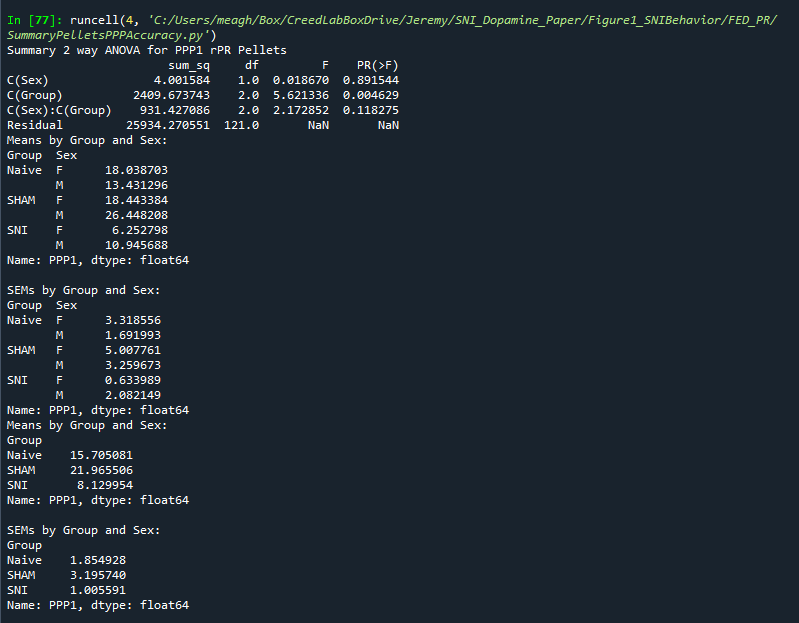 In [77]: runcell(4, 'C:/Users/meagh/Box/CreedLabBoxDrive/Jeremy/SNI_Dopamine_Paper/Figure1_SNIBehavior/FED_PR/
SummaryPelletsPPPAccuracy.py')
Summary 2 way ANOVA for PPP1 rPR Pellets
sum_sq df F PR(>F)
C(Sex) 4.001584 1.0 0.018670 0.891544
C(Group) 2409.673743 2.0 5.621336 0.004629
C(Sex):C(Group) 931.427086 2.0 2.172852 0.118275
Residual 25934.270551 121.0 NaN NaN
Means by Group and Sex:
Group Sex
Naive F 18.038703
M 13.431296
SHAM F 18.443384
M 26.448208
SNI F 6.252798
M 10.945688
Name: PPP1, dtype: float64
SEMs by Group and Sex:
Group Sex
Naive F 3.318556
M 1.691993
SHAM F 5.007761
M 3.259673
SNI F 0.633989
M 2.082149
Name: PPP1, dtype: float64
Means by Group and Sex:
Group
Naive 15.705081
SHAM 21.965506
SNI 8.129954
Name: PPP1, dtype: float64
SEMs by Group and Sex:
Group
Naive 1.854928
SHAM 3.195740
SNI 1.005591
Name: PPP1, dtype: float64